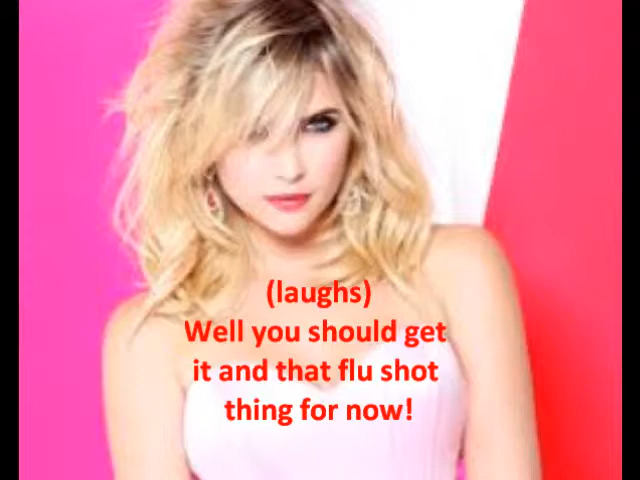 (laughs)
Well you should get
it and that flu shot
thing for now!